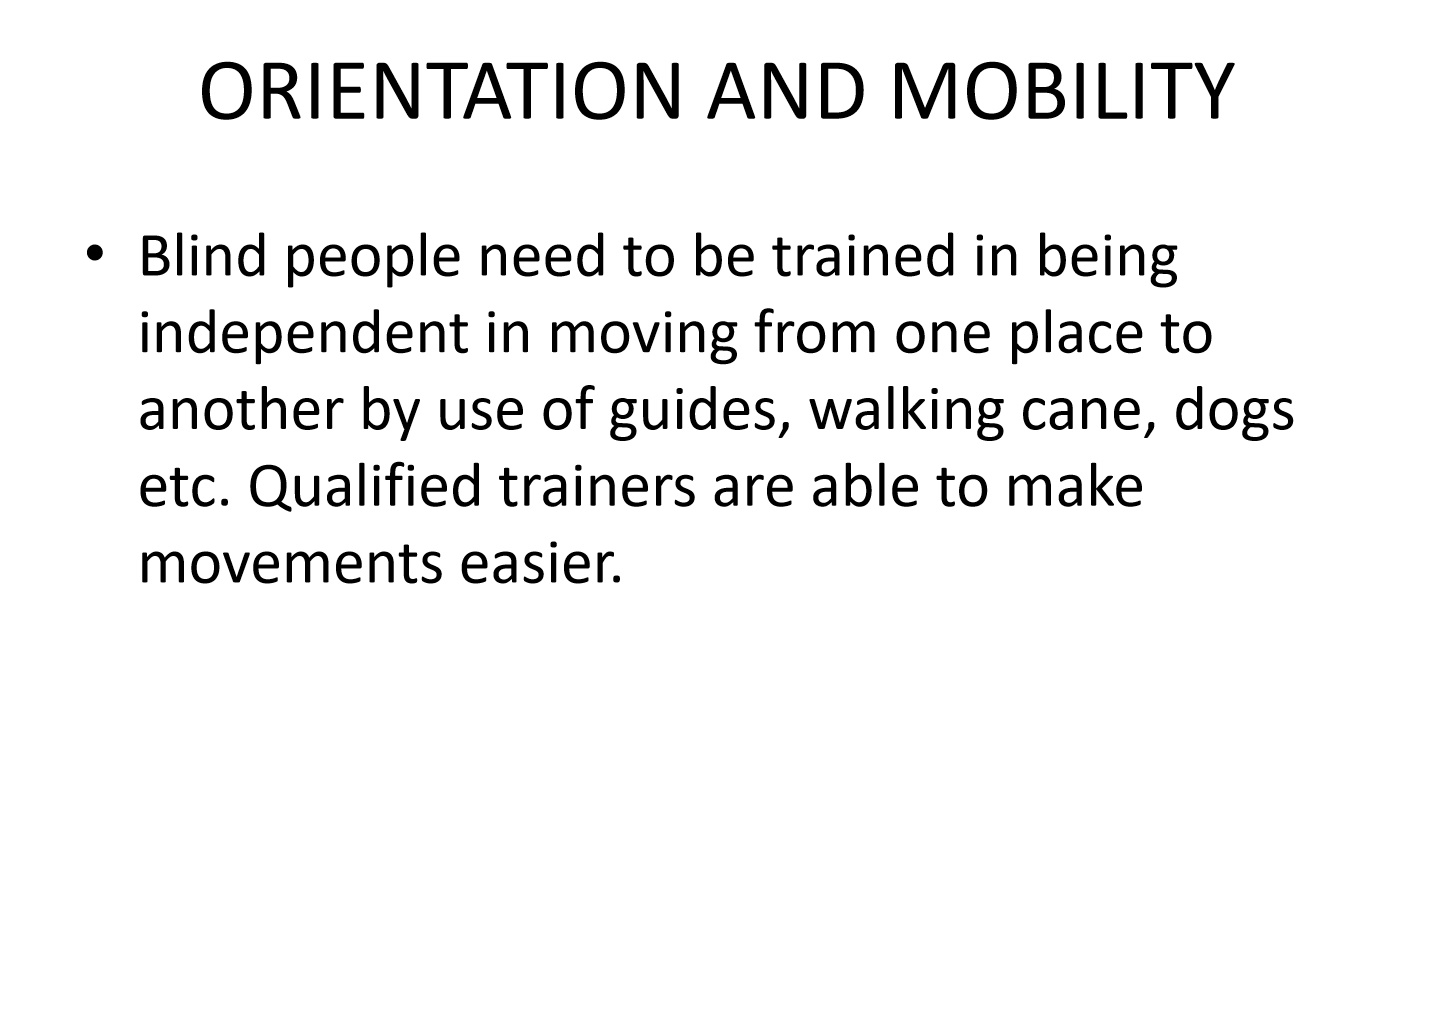 ORIENTATION AND MOBILITY
• Blind people need to be trained in being
independent in moving from one place to
another by use of guides, walking cane, dogs
etc. Qualified trainers are able to make
movements easier.